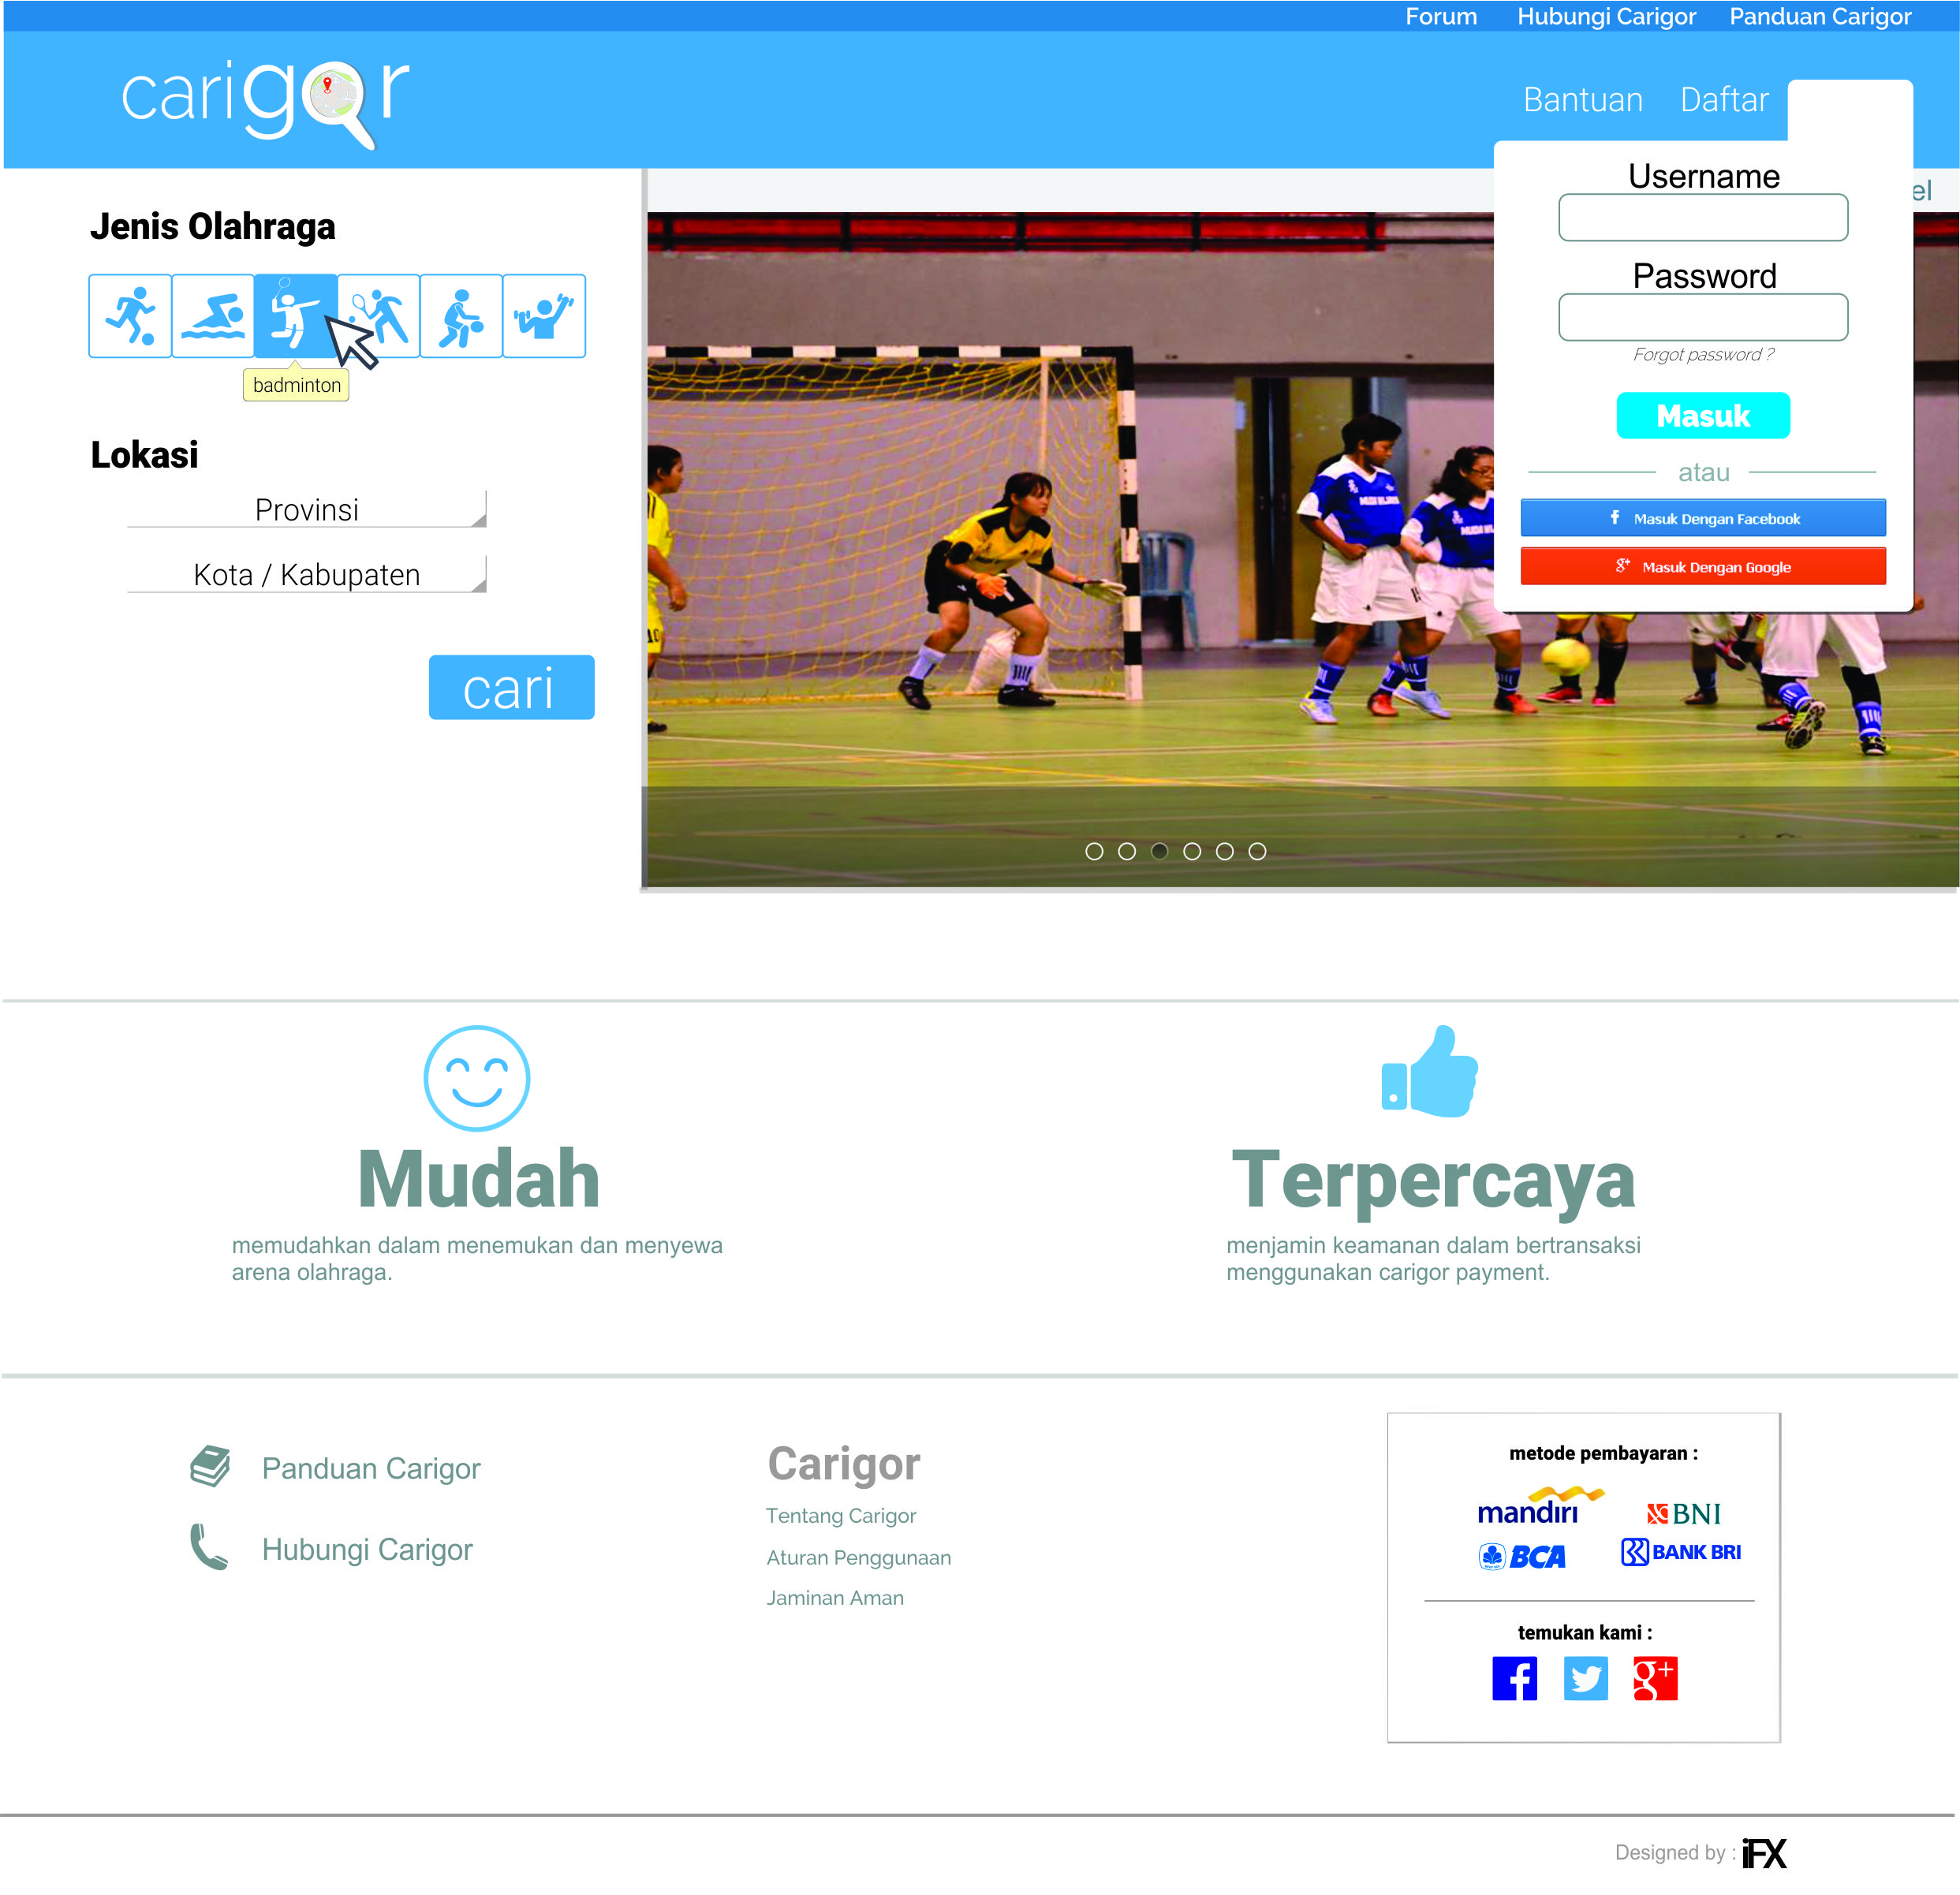 Forum Hubungi Carigor Panduan Carigor
carigor
Bantuan Daftar
el
Username
Password
Forgot password ?
Masuk
atau
f Masuk Dengan Facebook
g+ Masuk Dengan Google
Jenis Olahraga
badminton
Lokasi
Provinsi
Kota / Kabupaten
cari
Mudah
memudahkan dalam menemukan dan menyewa
arena olahraga.
Terpercaya
menjamin keamanan dalam bertransaksi
menggunakan carigor payment.
Panduan Carigor
Hubungi Carigor
Carigor
Tentang Carigor
Aturan Penggunaan
Jaminan Aman
metode pembayaran :
mandiri BNI
BCA BANK BRI
temukan kami :
f g+
Designed by : iFX